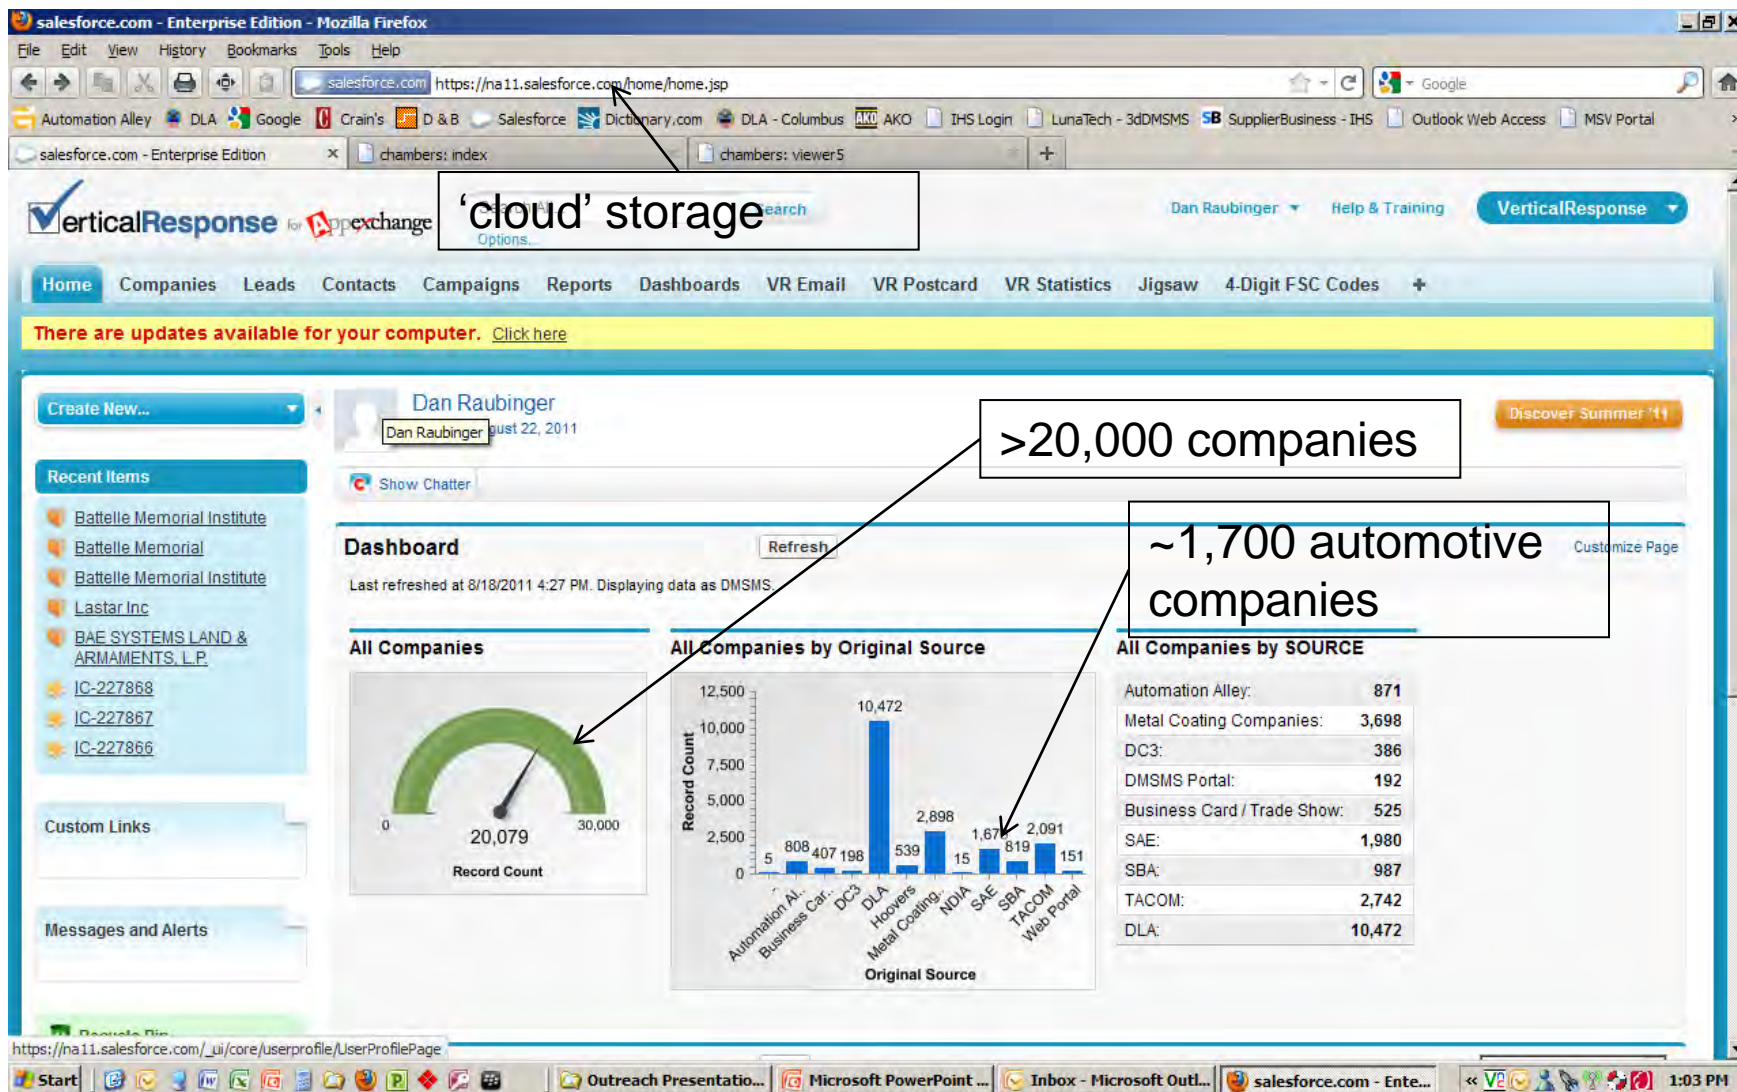 salesforce.com - Enterprise Edition - Mozilla Firefox
File Edit View History Bookmarks Tools Help
salesforce.com https://na11.salesforce.com/home/home.jsp Google
Automation Alley DLA Google Crain's D & B Salesforce Dictionary.com DLA - Columbus AKO IHS Login LunaTech - 3dDMSMS SB SupplierBusiness - IHS Outlook Web Access MSV Portal
salesforce.com - Enterprise Edition chambers: index chambers: viewer5
VerticalResponse for Appexchange
'cloud' storage
Search
Options...
Dan Raubinger Help & Training VerticalResponse
Home Companies Leads Contacts Campaigns Reports Dashboards VR Email VR Postcard VR Statistics Jigsaw 4-Digit FSC Codes +
There are updates available for your computer. Click here
Create New...
Dan Raubinger
Dan Raubinger
22, 2011
>20,000 companies
Discover Summer '11
Recent Items
Show Chatter
Battelle Memorial Institute
Battelle Memorial
Battelle Memorial Institute
Lastar Inc
BAE SYSTEMS LAND &
ARMAMENTS, L.P.
IC-227868
IC-227867
IC-227866
Dashboard
Refresh
~1,700 automotive
companies
Customize Page
Last refreshed at 8/18/2011 4:27 PM. Displaying data as DMSMS.
All Companies
0
30,000
20,079
Record Count
All Companies by Original Source
Record Count
12,500
10,000
7,500
5,000
2,500
0
5 808 407 198 10,472 539 2,898 15 819 2,091 151
-
Automation Al..
Business Car..
DC3
DLA
Hoovers
Metal Coating..
NDIA
SAE
SBA
TACOM
Web Portal
Original Source
All Companies by SOURCE
Automation Alley: 871
Metal Coating Companies: 3,698
DC3: 386
DMSMS Portal: 192
Business Card / Trade Show: 525
SAE: 1,980
SBA: 987
TACOM: 2,742
DLA: 10,472
Custom Links
Messages and Alerts
https://na11.salesforce.com/_ui/core/userprofile/UserProfilePage
Start Outreach Presentatio... Microsoft PowerPoint ... Inbox - Microsoft Outl... salesforce.com - Ente... 1:03 PM